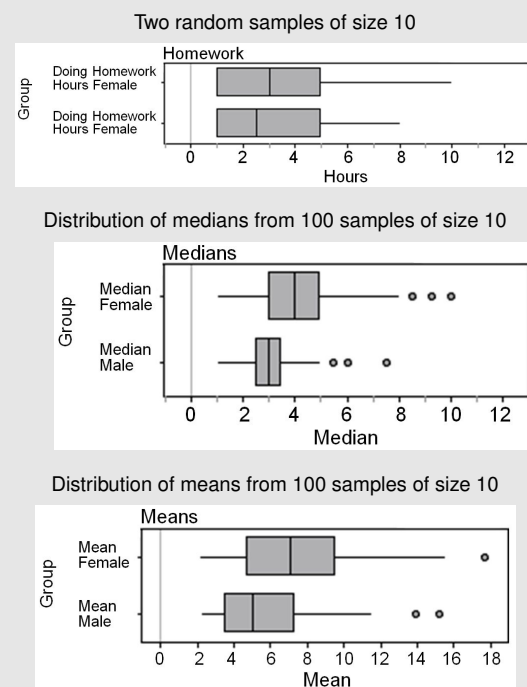 Two random samples of size 10
Homework
Group
Doing Homework
Hours Female
Doing Homework
Hours Female
0 2 4 6 8 10 12
Hours
Distribution of medians from 100 samples of size 10
Medians
Group
Median
Female
Median
Male
0 2 4 6 8 10 12
Median
Distribution of means from 100 samples of size 10
Means
Group
Mean
Female
Mean
Male
0 2 4 6 8 10 12 14 16 18
Mean